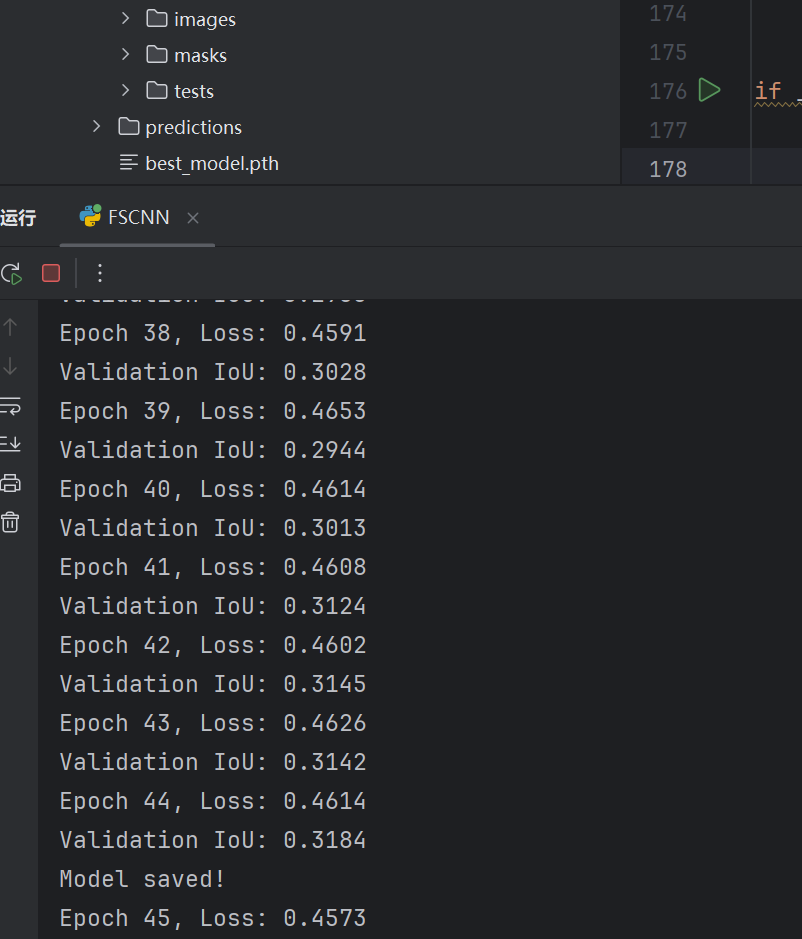 images
174
masks
175
tests
176 if _
predictions
177
best_model.pth
178
运行 FSCNN
Epoch 38, Loss: 0.4591
Validation IoU: 0.3028
Epoch 39, Loss: 0.4653
Validation IoU: 0.2944
Epoch 40, Loss: 0.4614
Validation IoU: 0.3013
Epoch 41, Loss: 0.4608
Validation IoU: 0.3124
Epoch 42, Loss: 0.4602
Validation IoU: 0.3145
Epoch 43, Loss: 0.4626
Validation IoU: 0.3142
Epoch 44, Loss: 0.4614
Validation IoU: 0.3184
Model saved!
Epoch 45, Loss: 0.4573